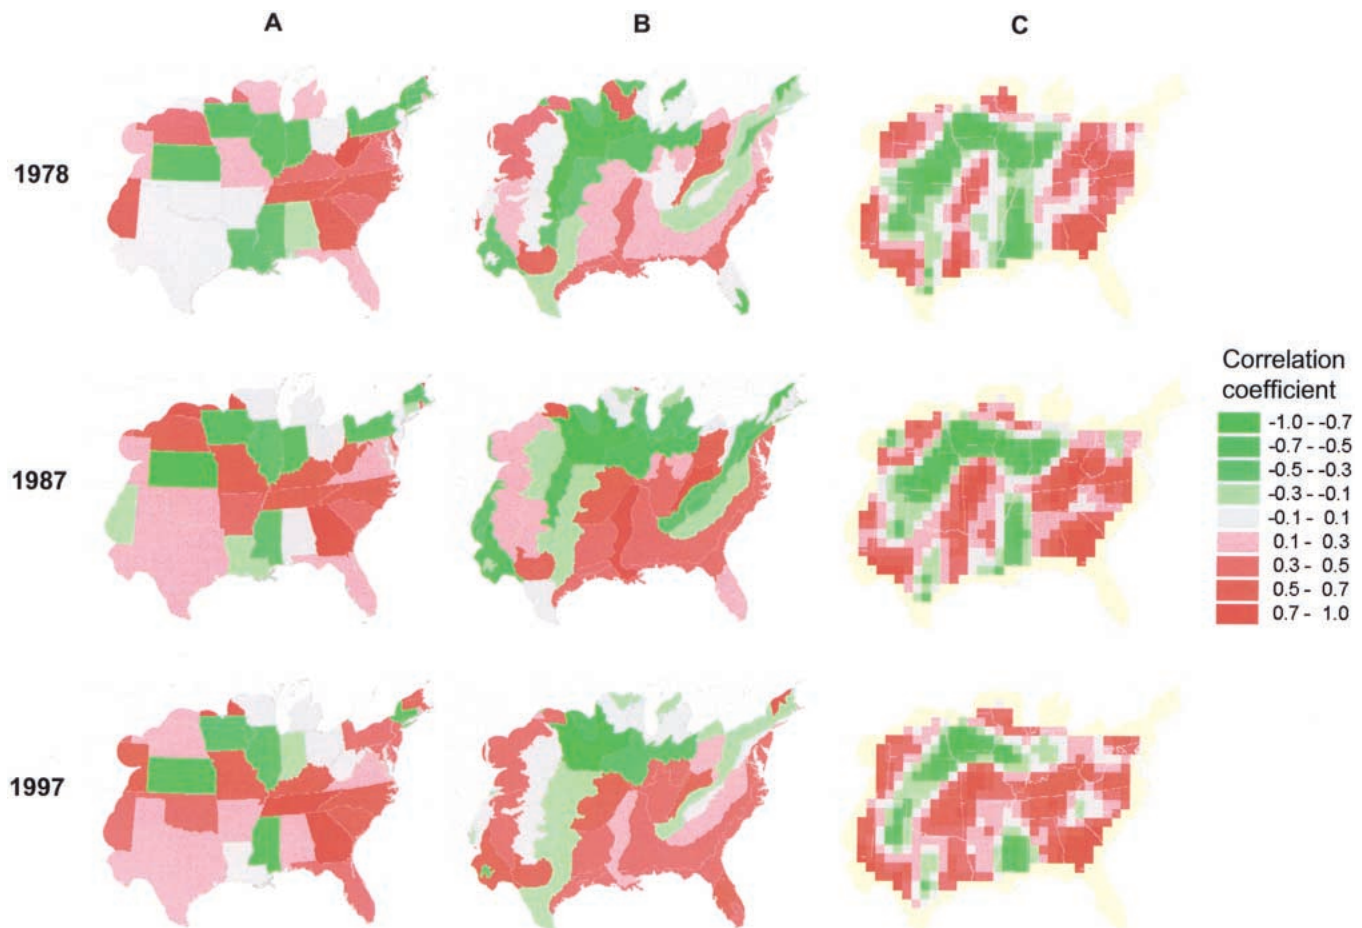 A B C
1978
1987
1997
Correlation
coefficient
-1.0 - -0.7
-0.7 - -0.5
-0.5 - -0.3
-0.3 - -0.1
-0.1 - 0.1
0.1 - 0.3
0.3 - 0.5
0.5 - 0.7
0.7 - 1.0